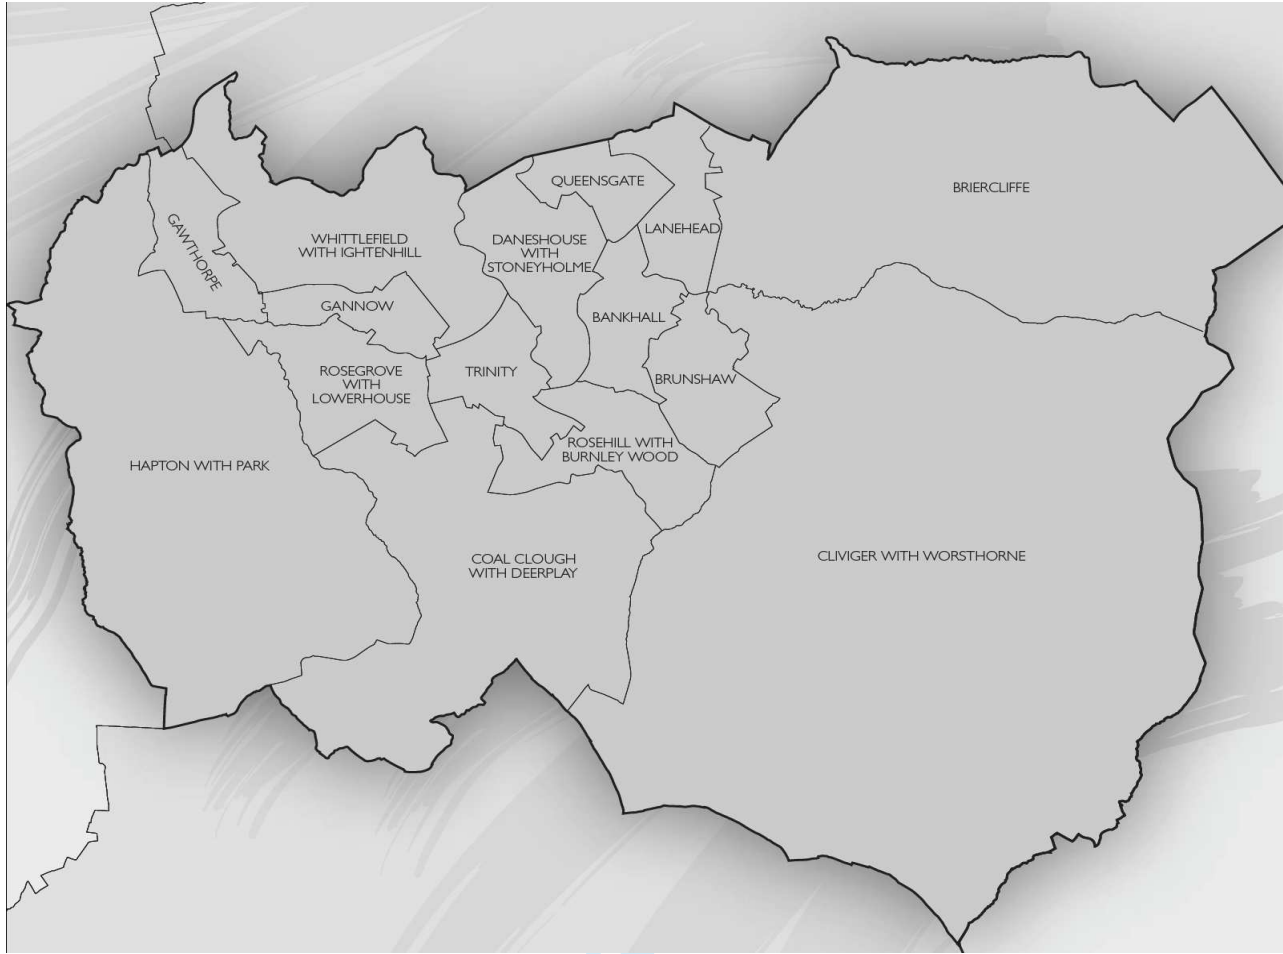 QUEENSGATE
BRIERCLIFFE
GAWTHORPE
WHITTLEFIELD
WITH IGHTENHILL
DANESHOUSE
WITH
STONEYHOLME
LANEHEAD
GANNOW
BANKHALL
ROSEGROVE
WITH
LOWERHOUSE
TRINITY
BRUNSHAW
HAPTON WITH PARK
ROSEHILL WITH
BURNLEY WOOD
COAL CLOUGH
WITH DEERPLAY
CLIVIGER WITH WORSTHORNE